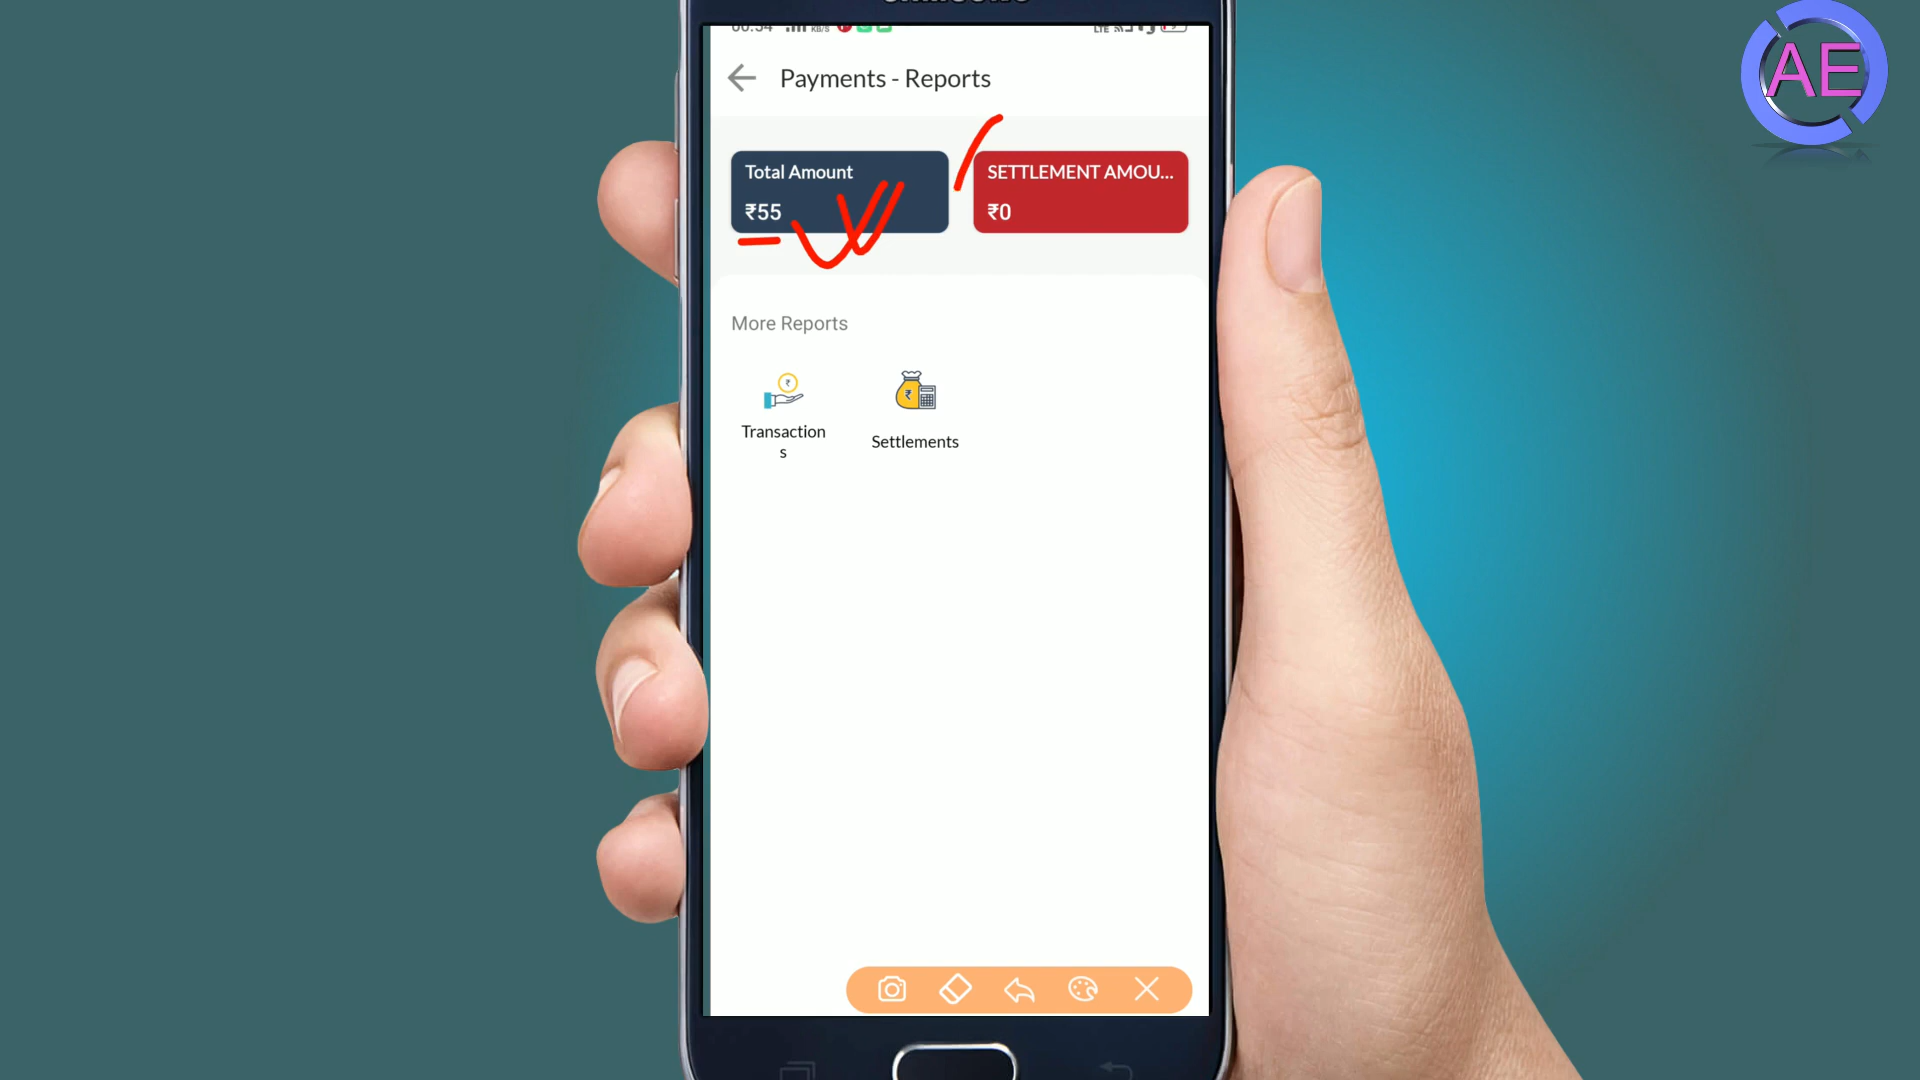 Payments - Reports
Total Amount
₹55
SETTLEMENT AMOU...
₹0
More Reports
Transaction
s
Settlements
AE